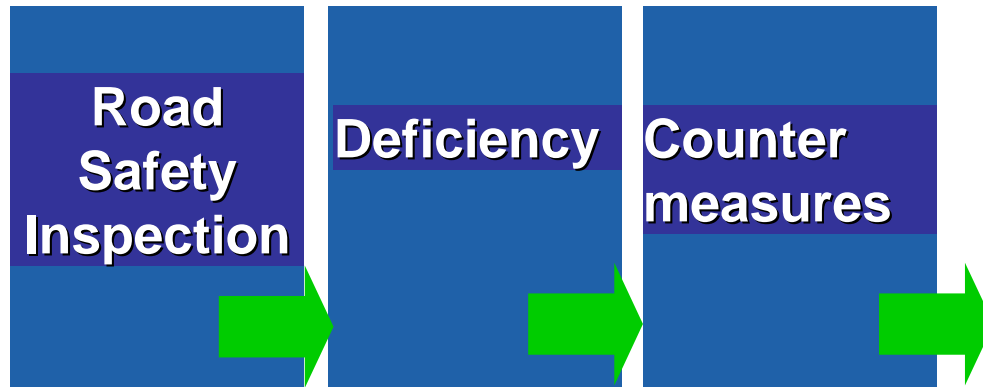 Road
Safety
Inspection
Deficiency
Counter
measures